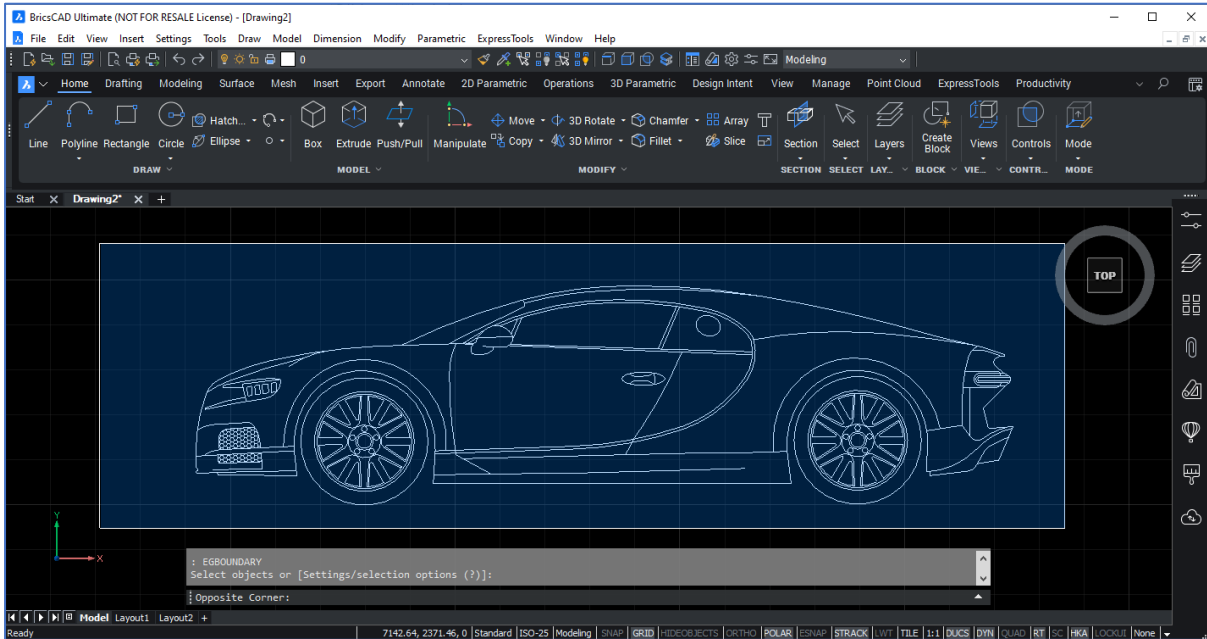 BricsCAD Ultimate (NOT FOR RESALE License) - [Drawing2]
File Edit View Insert Settings Tools Draw Model Dimension Modify Parametric ExpressTools Window Help
0 Modeling
Home Drafting Modeling Surface Mesh Insert Export Annotate 2D Parametric Operations 3D Parametric Design Intent View Manage Point Cloud ExpressTools Productivity
Hatch... Move 3D Rotate Chamfer Array
Line Polyline Rectangle Circle Ellipse Box Extrude Push/Pull Manipulate Copy 3D Mirror Fillet Slice Section Select Layers Create Block Views Controls Mode
DRAW MODEL MODIFY SECTION SELECT LAY... BLOCK VIE... CONTR... MODE
Start Drawing2*
TOP
Y
X
: EGBOUNDARY
Select objects or [Settings/selection options (?)]:
Opposite Corner:
Model Layout1 Layout2
Ready 7142.64, 2371.46, 0 Standard ISO-25 Modeling SNAP GRID HIDEOBJECTS ORTHO POLAR ESNAP STRACK LWT TILE 1:1 DUCS DYN QUAD RT SC HKA LOCKUI None